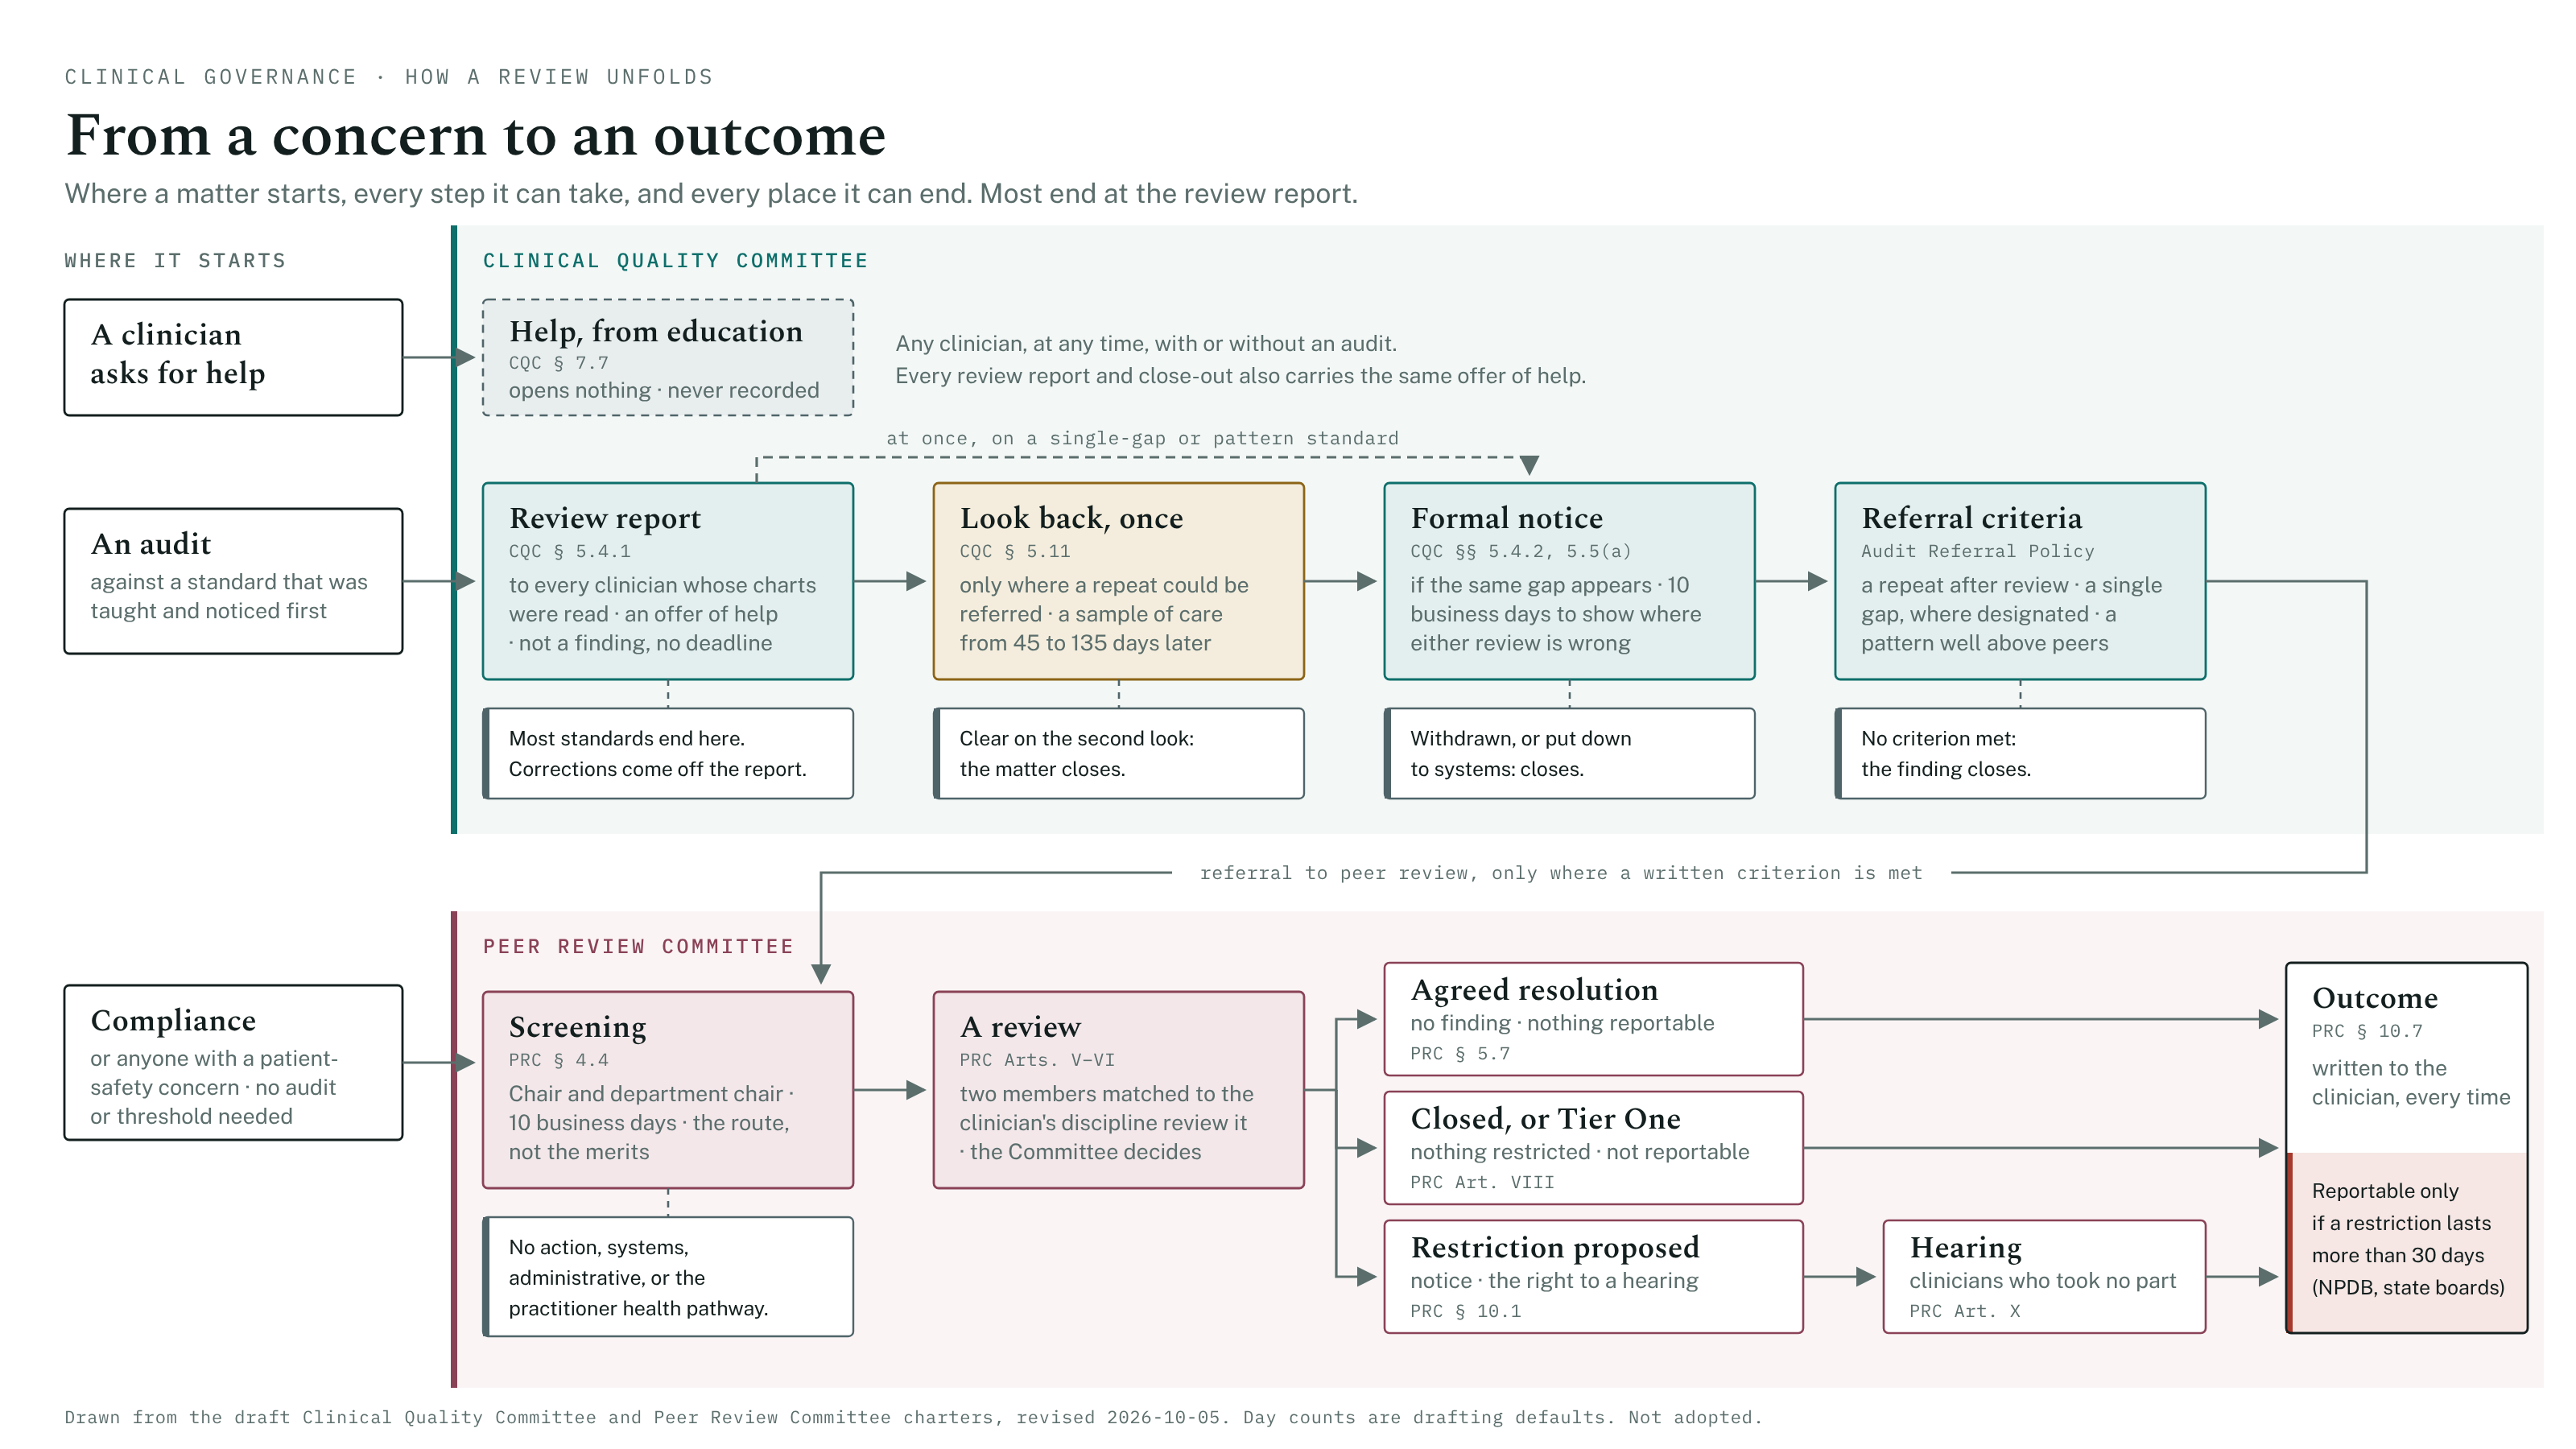 CLINICAL GOVERNANCE · HOW A REVIEW UNFOLDS
From a concern to an outcome
Where a matter starts, every step it can take, and every place it can end. Most end at the review report.
WHERE IT STARTS
CLINICAL QUALITY COMMITTEE
A clinician
asks for help
Help, from education
CQC § 7.7
opens nothing · never recorded
Any clinician, at any time, with or without an audit.
Every review report and close-out also carries the same offer of help.
at once, on a single-gap or pattern standard
An audit
against a standard that was
taught and noticed first
Review report
CQC § 5.4.1
to every clinician whose charts
were read · an offer of help
· not a finding, no deadline
Look back, once
CQC § 5.11
only where a repeat could be
referred · a sample of care
from 45 to 135 days later
Formal notice
CQC §§ 5.4.2, 5.5(a)
if the same gap appears · 10
business days to show where
either review is wrong
Referral criteria
Audit Referral Policy
a repeat after review · a single
gap, where designated · a
pattern well above peers
Most standards end here.
Corrections come off the report.
Clear on the second look:
the matter closes.
Withdrawn, or put down
to systems: closes.
No criterion met:
the finding closes.
referral to peer review, only where a written criterion is met
PEER REVIEW COMMITTEE
Compliance
or anyone with a patient-
safety concern · no audit
or threshold needed
Screening
PRC § 4.4
Chair and department chair ·
10 business days · the route,
not the merits
A review
PRC Arts. V–VI
two members matched to the
clinician's discipline review it
· the Committee decides
Agreed resolution
no finding · nothing reportable
PRC § 5.7
Closed, or Tier One
nothing restricted · not reportable
PRC Art. VIII
Restriction proposed
notice · the right to a hearing
PRC § 10.1
Hearing
clinicians who took no part
PRC Art. X
Outcome
PRC § 10.7
written to the
clinician, every time
Reportable only
if a restriction lasts
more than 30 days
(NPDB, state boards)
No action, systems,
administrative, or the
practitioner health pathway.
Drawn from the draft Clinical Quality Committee and Peer Review Committee charters, revised 2026-10-05. Day counts are drafting defaults. Not adopted.